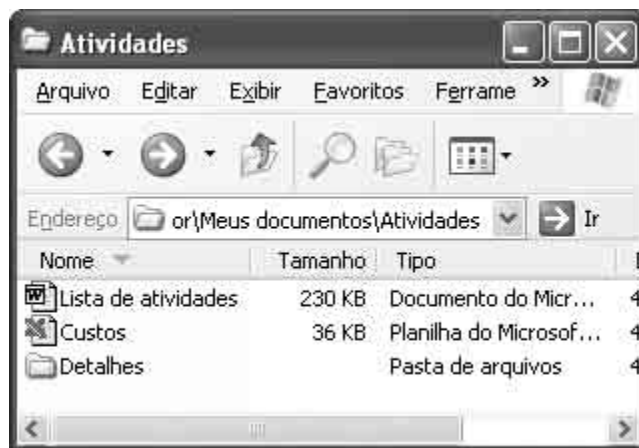 Atividades
Arquivo Editar Exibir Favoritos Ferrame »
Endereço or\Meus documentos\Atividades Ir
Nome Tamanho Tipo
Lista de atividades 230 KB Documento do Micr... 4
Custos 36 KB Planilha do Microsof... 4
Detalhes Pasta de arquivos 4